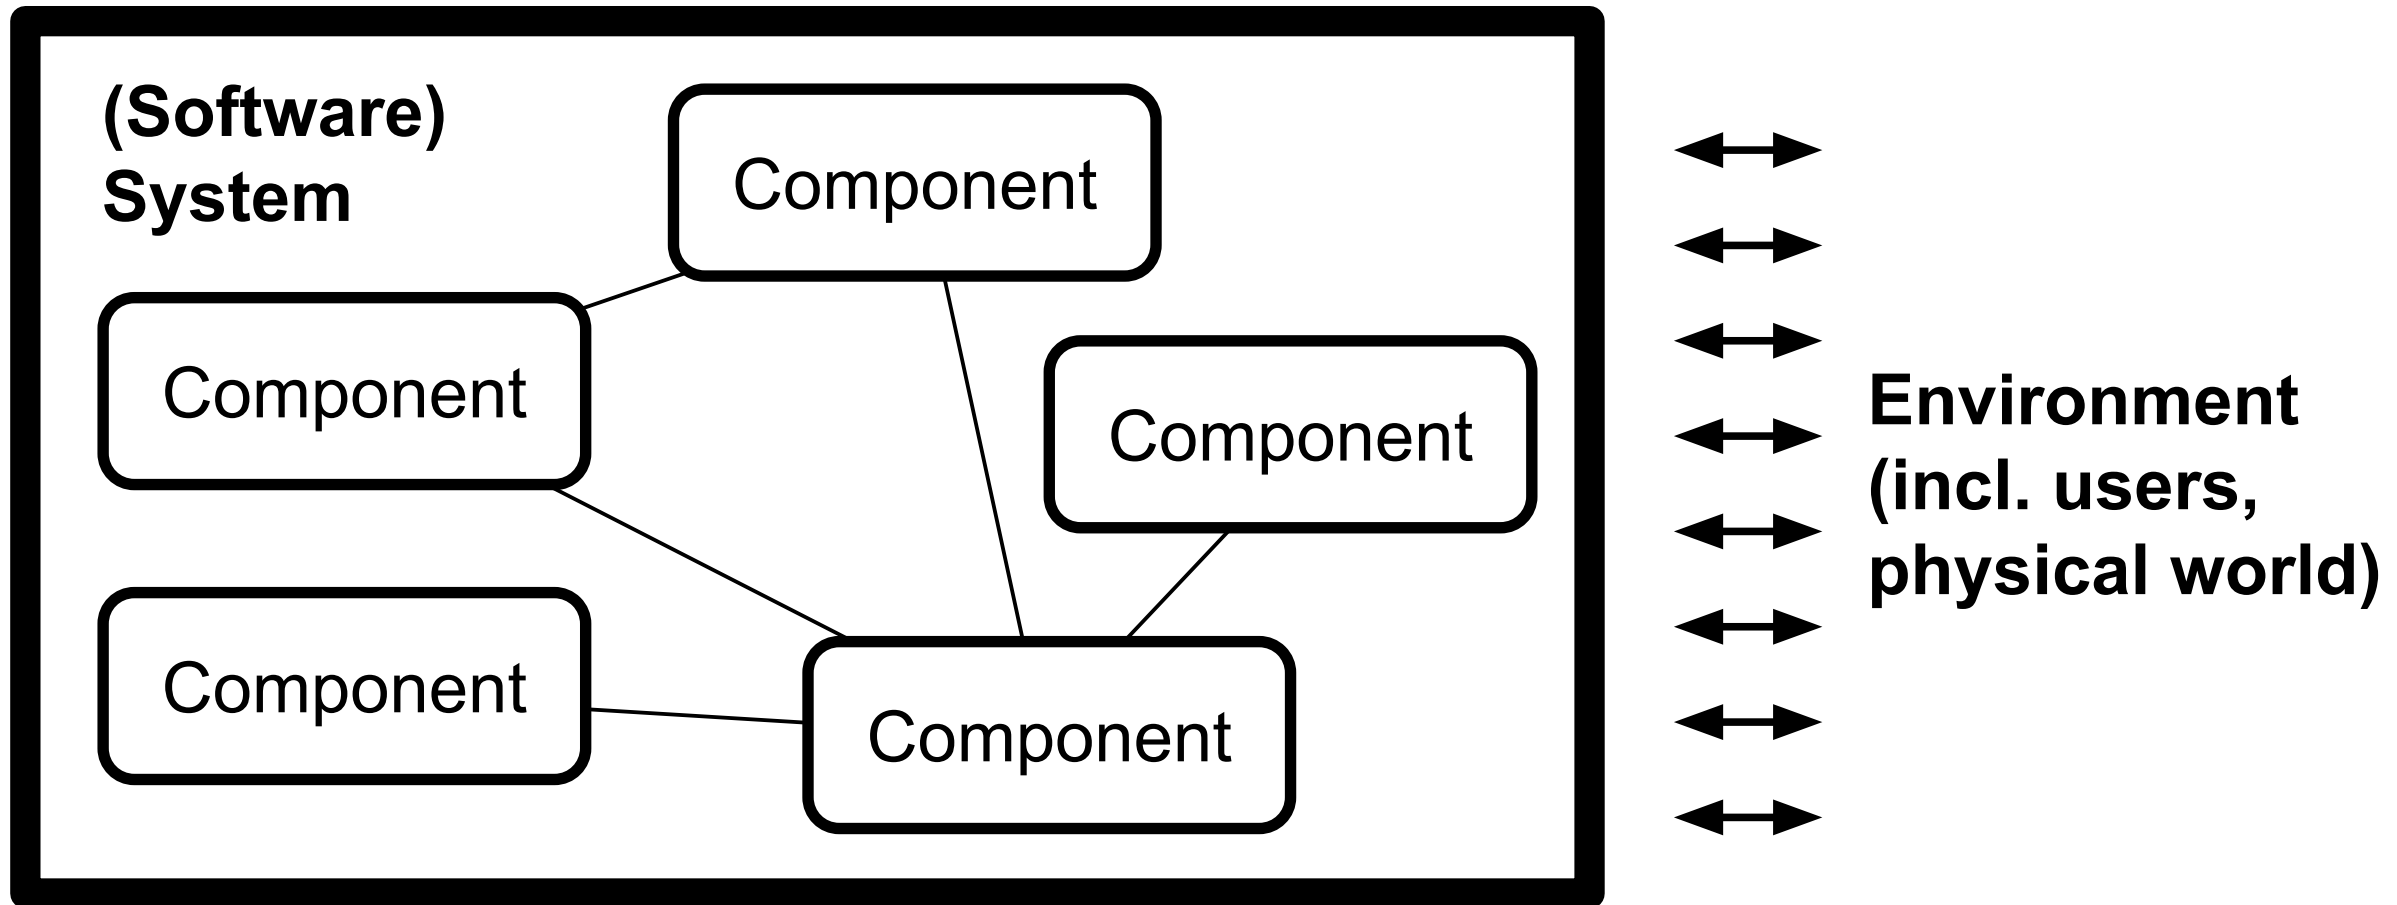 (Software)
System
Component
Component
Component
Component
Component
Environment
(incl. users,
physical world)